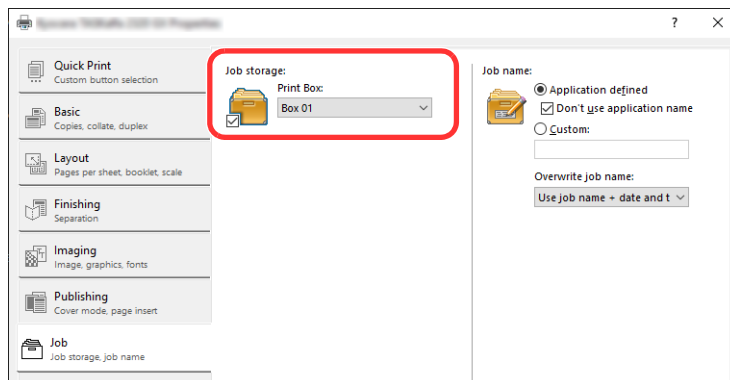 Properties
?
Quick Print
Custom button selection
Basic
Copies, collate, duplex
Layout
Pages per sheet, booklet, scale
Finishing
Separation
Imaging
Image, graphics, fonts
Publishing
Cover mode, page insert
Job
Job storage, job name
Job storage:
Print Box:
Box 01
Job name:
Application defined
Don't use application name
Custom:
Overwrite job name:
Use job name + date and t